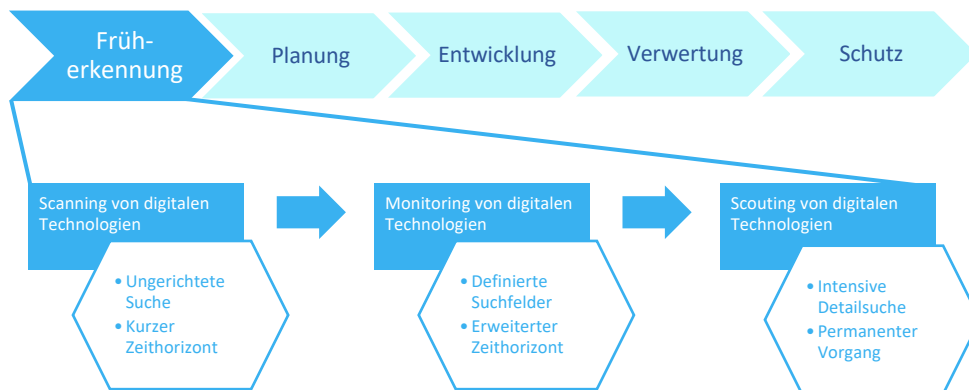 Früh-
erkennung
Planung
Entwicklung
Verwertung
Schutz
Scanning von digitalen
Technologien
• Ungerichtete
Suche
• Kurzer
Zeithorizont
Monitoring von digitalen
Technologien
• Definierte
Suchfelder
• Erweiterter
Zeithorizont
Scouting von digitalen
Technologien
• Intensive
Detailsuche
• Permanenter
Vorgang